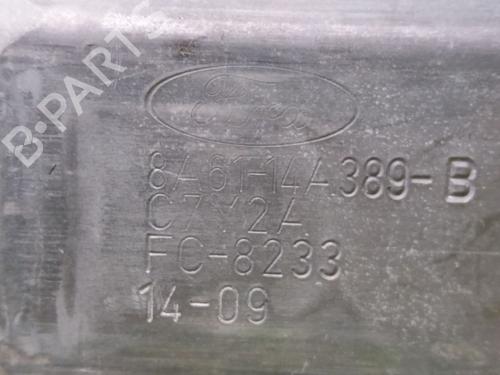 B-PARTS
Ford
8A61-14A389-B
C7Y2A
FC-8233
14-09